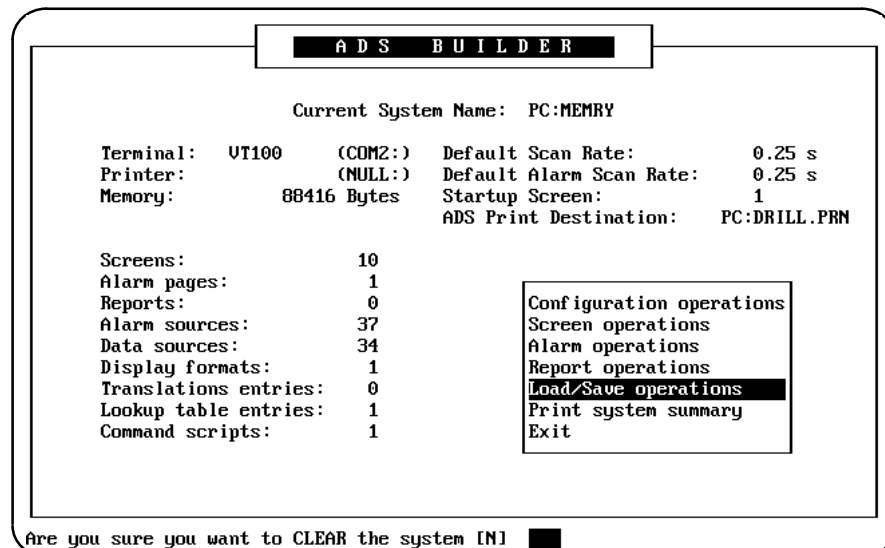 ADS BUILDER
Current System Name: PC:MEMRY
Terminal: VT100 (COM2:) Default Scan Rate: 0.25 s
Printer: (NULL:) Default Alarm Scan Rate: 0.25 s
Memory: 88416 Bytes Startup Screen: 1
ADS Print Destination: PC:DRILL.PRN
Screens: 10
Alarm pages: 1
Reports: 0
Alarm sources: 37
Data sources: 34
Display formats: 1
Translations entries: 0
Lookup table entries: 1
Command scripts: 1
Configuration operations
Screen operations
Alarm operations
Report operations
Load/Save operations
Print system summary
Exit
Are you sure you want to CLEAR the system [N]